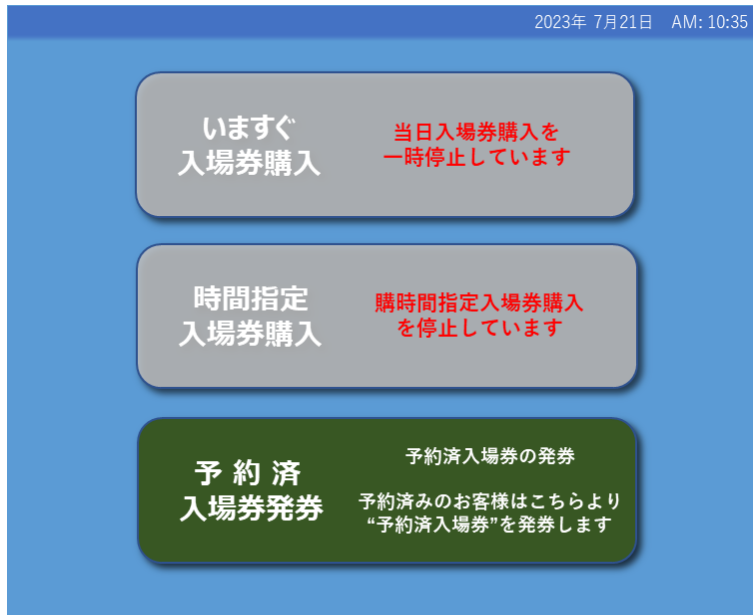 2023年 7月21日 AM: 10:35
いますぐ
入場券購入
当日入場券購入を
一時停止しています
時間指定
入場券購入
購時間指定入場券購入
を停止しています
予 約 済
入場券発券
予約済入場券の発券
予約済みのお客様はこちらより
“予約済入場券”を発券します